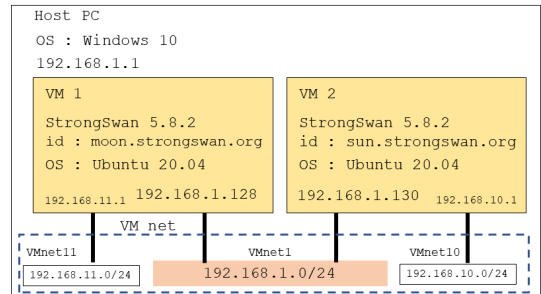 Host PC
OS : Windows 10
192.168.1.1
VM 1
StrongSwan 5.8.2
id : moon.strongswan.org
OS : Ubuntu 20.04
192.168.11.1 192.168.1.128
VM 2
StrongSwan 5.8.2
id : sun.strongswan.org
OS : Ubuntu 20.04
192.168.1.130 192.168.10.1
VM net
VMnet11 VMnet1 VMnet10
192.168.11.0/24 192.168.1.0/24 192.168.10.0/24